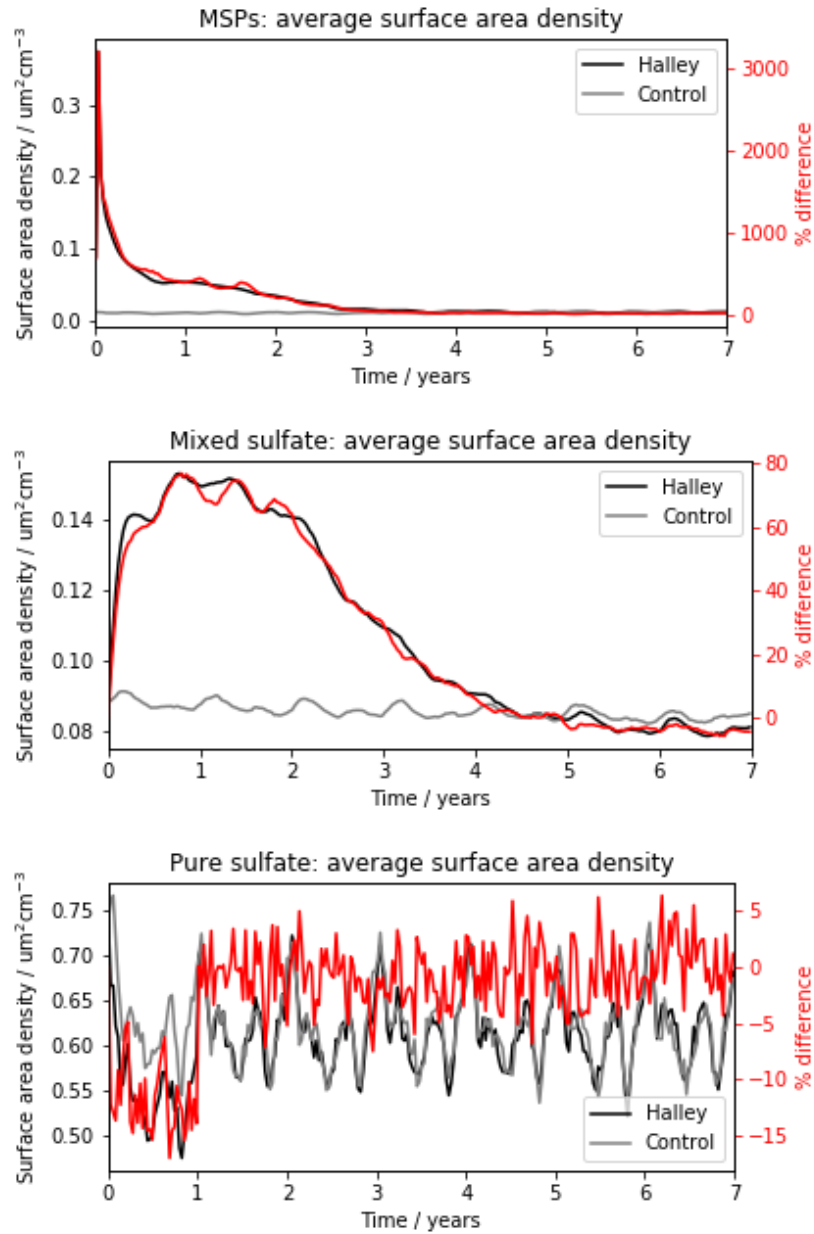 MSPs: average surface area density
Surface area density / um²cm⁻³
0.3
0.2
0.1
0.0
Halley
Control
3000
2000
1000
0
% difference
0 1 2 3 4 5 6 7
Time / years
Mixed sulfate: average surface area density
Surface area density / um²cm⁻³
0.14
0.12
0.10
0.08
Halley
Control
80
60
40
20
0
% difference
0 1 2 3 4 5 6 7
Time / years
Pure sulfate: average surface area density
Surface area density / um²cm⁻³
0.75
0.70
0.65
0.60
0.55
0.50
Halley
Control
5
0
−5
−10
−15
% difference
0 1 2 3 4 5 6 7
Time / years